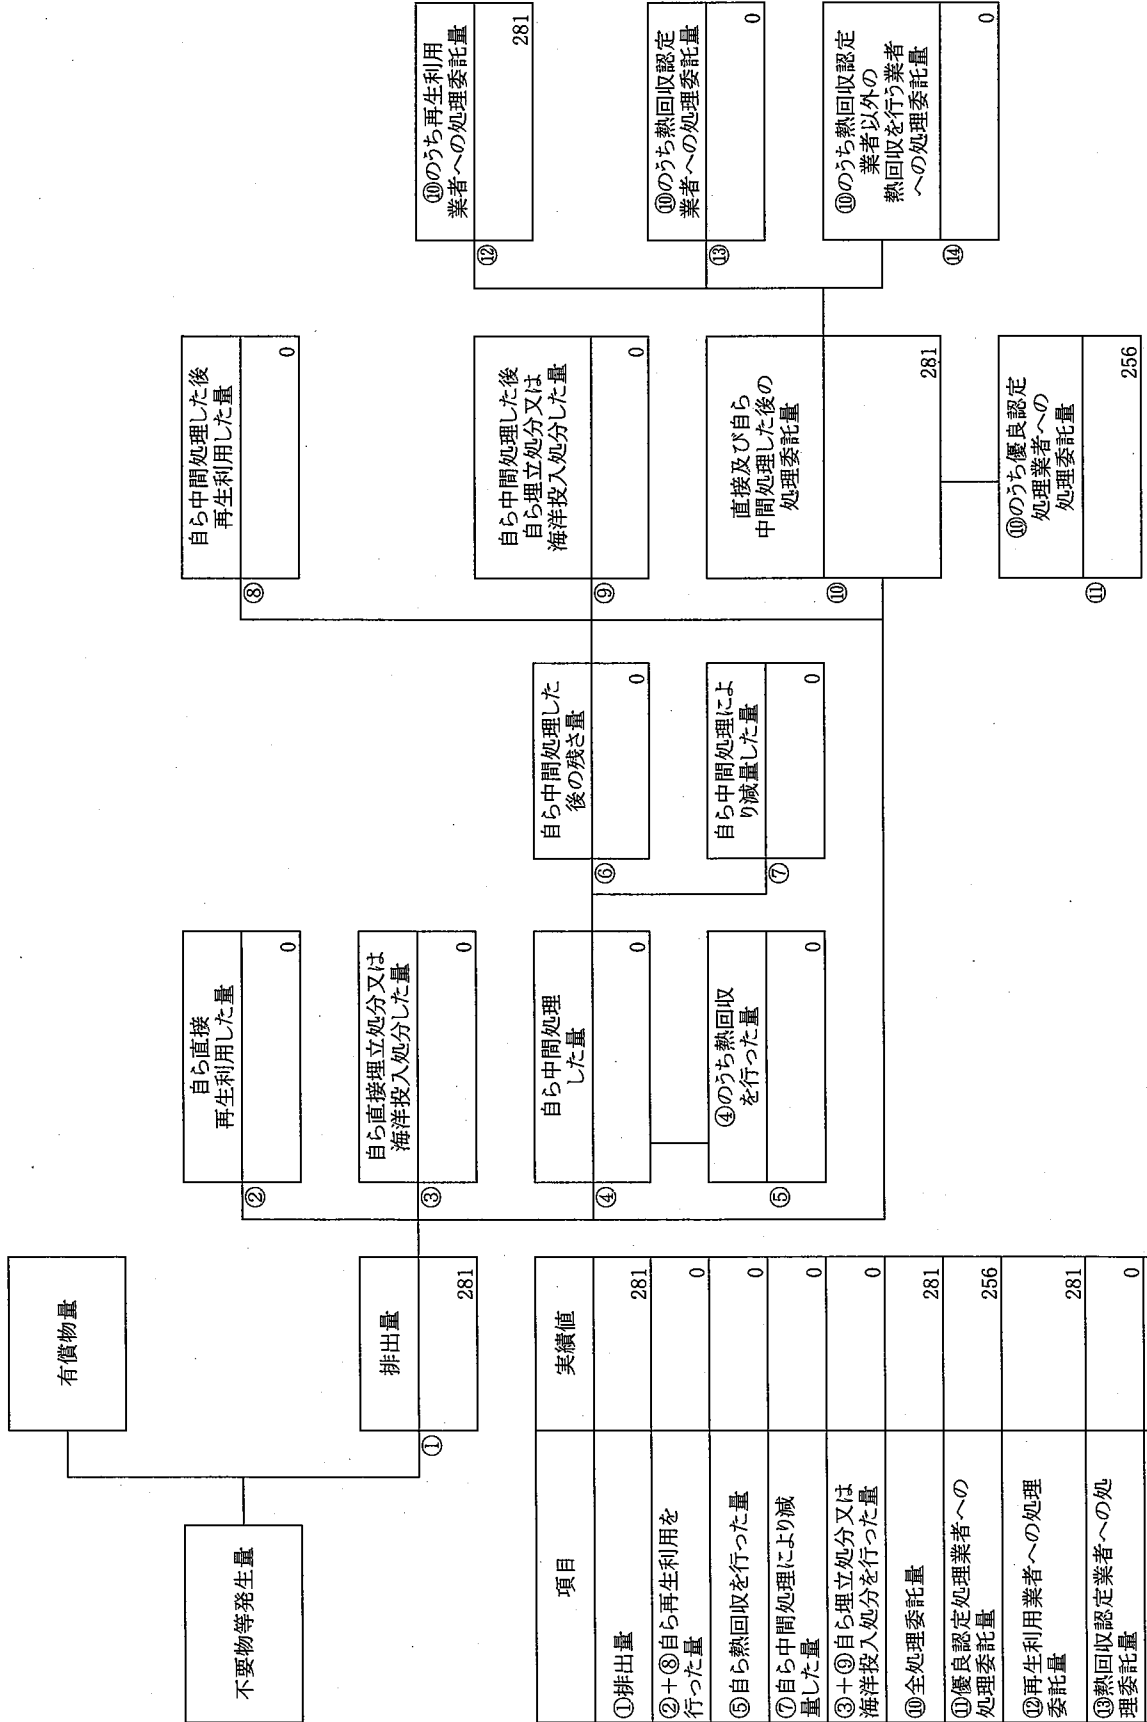 不要物等発生量
有償物量
排出量
①
281
自ら直接
再生利用した量
②
0
自ら直接埋立処分又は
海洋投入処分した量
③
0
自ら中間処理
した量
④
0
④のうち熱回収
を行った量
⑤
0
自ら中間処理した
後の残さ量
⑥
0
自ら中間処理によ
り減量した量
⑦
0
自ら中間処理した後
再生利用した量
⑧
0
自ら中間処理した後
自ら埋立処分又は
海洋投入処分した量
⑨
0
直接及び自ら
中間処理した後の
処理委託量
⑩
281
⑩のうち優良認定
処理業者への
処理委託量
⑪
256
⑩のうち再生利用
業者への処理委託量
⑫
281
⑩のうち熱回収認定
業者への処理委託量
⑬
0
⑩のうち熱回収認定
業者以外の
熱回収を行う業者
への処理委託量
⑭
0
項目 実績値
①排出量 281
②+⑧自ら再生利用を
行った量 0
⑤自ら熱回収を行った量 0
⑦自ら中間処理により減
量した量 0
③+⑨自ら埋立処分又は
海洋投入処分を行った量 0
⑩全処理委託量 281
⑪優良認定処理業者への
処理委託量 256
⑫再生利用業者への処理
委託量 281
⑬熱回収認定業者への処
理委託量 0